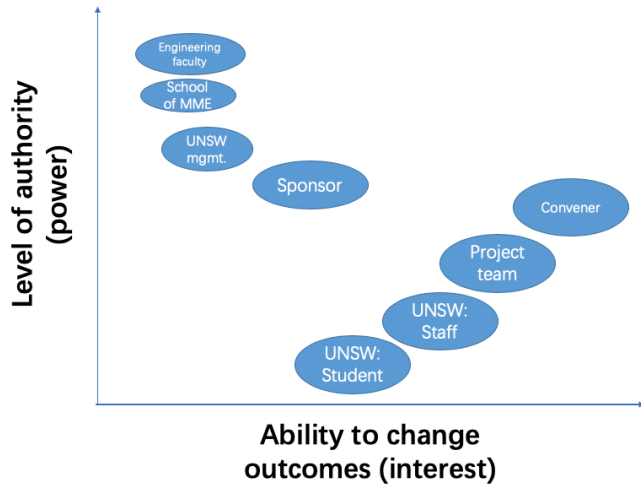 Engineering
faculty
School
of MME
UNSW
mgmt.
Sponsor
Convener
Project
team
UNSW:
Staff
UNSW:
Student
Level of authority
(power)
Ability to change
outcomes (interest)